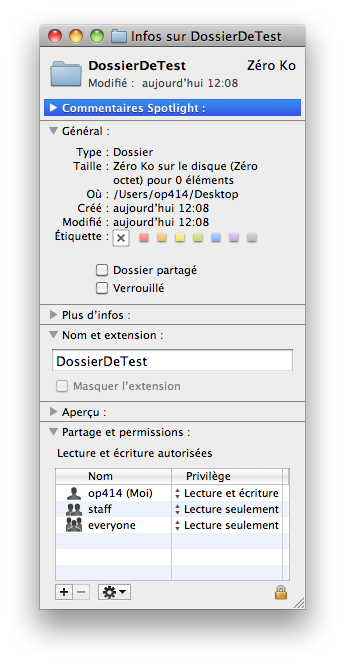 Infos sur DossierDeTest
DossierDeTest Zéro Ko
Modifié : aujourd'hui 12:08
Commentaires Spotlight :
Général :
Type : Dossier
Taille : Zéro Ko sur le disque (Zéro
octet) pour 0 éléments
Où : /Users/op414/Desktop
Créé : aujourd'hui 12:08
Modifié : aujourd'hui 12:08
Étiquette :
Dossier partagé
Verrouillé
Plus d'infos :
Nom et extension :
DossierDeTest
Masquer l'extension
Aperçu :
Partage et permissions :
Lecture et écriture autorisées
Nom Privilège
op414 (Moi) Lecture et écriture
staff Lecture seulement
everyone Lecture seulement